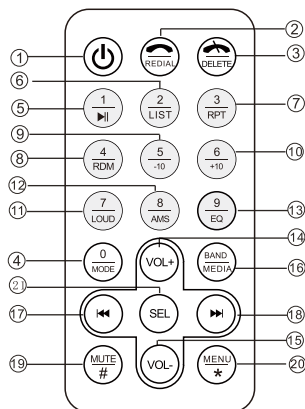 ②
① REDIAL DELETE ③
⑥
⑤ 1 2 LIST 3 RPT ⑦
⑨
⑧ 4 RDM 5 -10 6 +10 ⑩
⑫
⑪ 7 LOUD 8 AMS 9 EQ ⑬
⑭
④ 0 MODE VOL+ BAND MEDIA ⑯
㉑
⑰ SEL ⑱
⑮
⑲ MUTE # VOL- MENU * ⑳